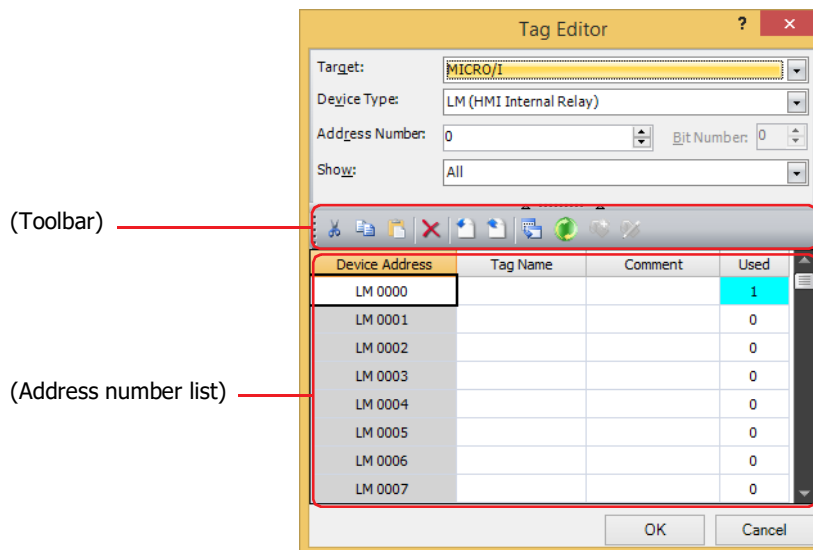 Tag Editor ? ×
Target: MICRO/I
Device Type: LM (HMI Internal Relay)
Address Number: 0 Bit Number: 0
Show: All
(Toolbar)
Device Address Tag Name Comment Used
LM 0000 1
LM 0001 0
LM 0002 0
LM 0003 0
(Address number list)
LM 0004 0
LM 0005 0
LM 0006 0
LM 0007 0
OK Cancel